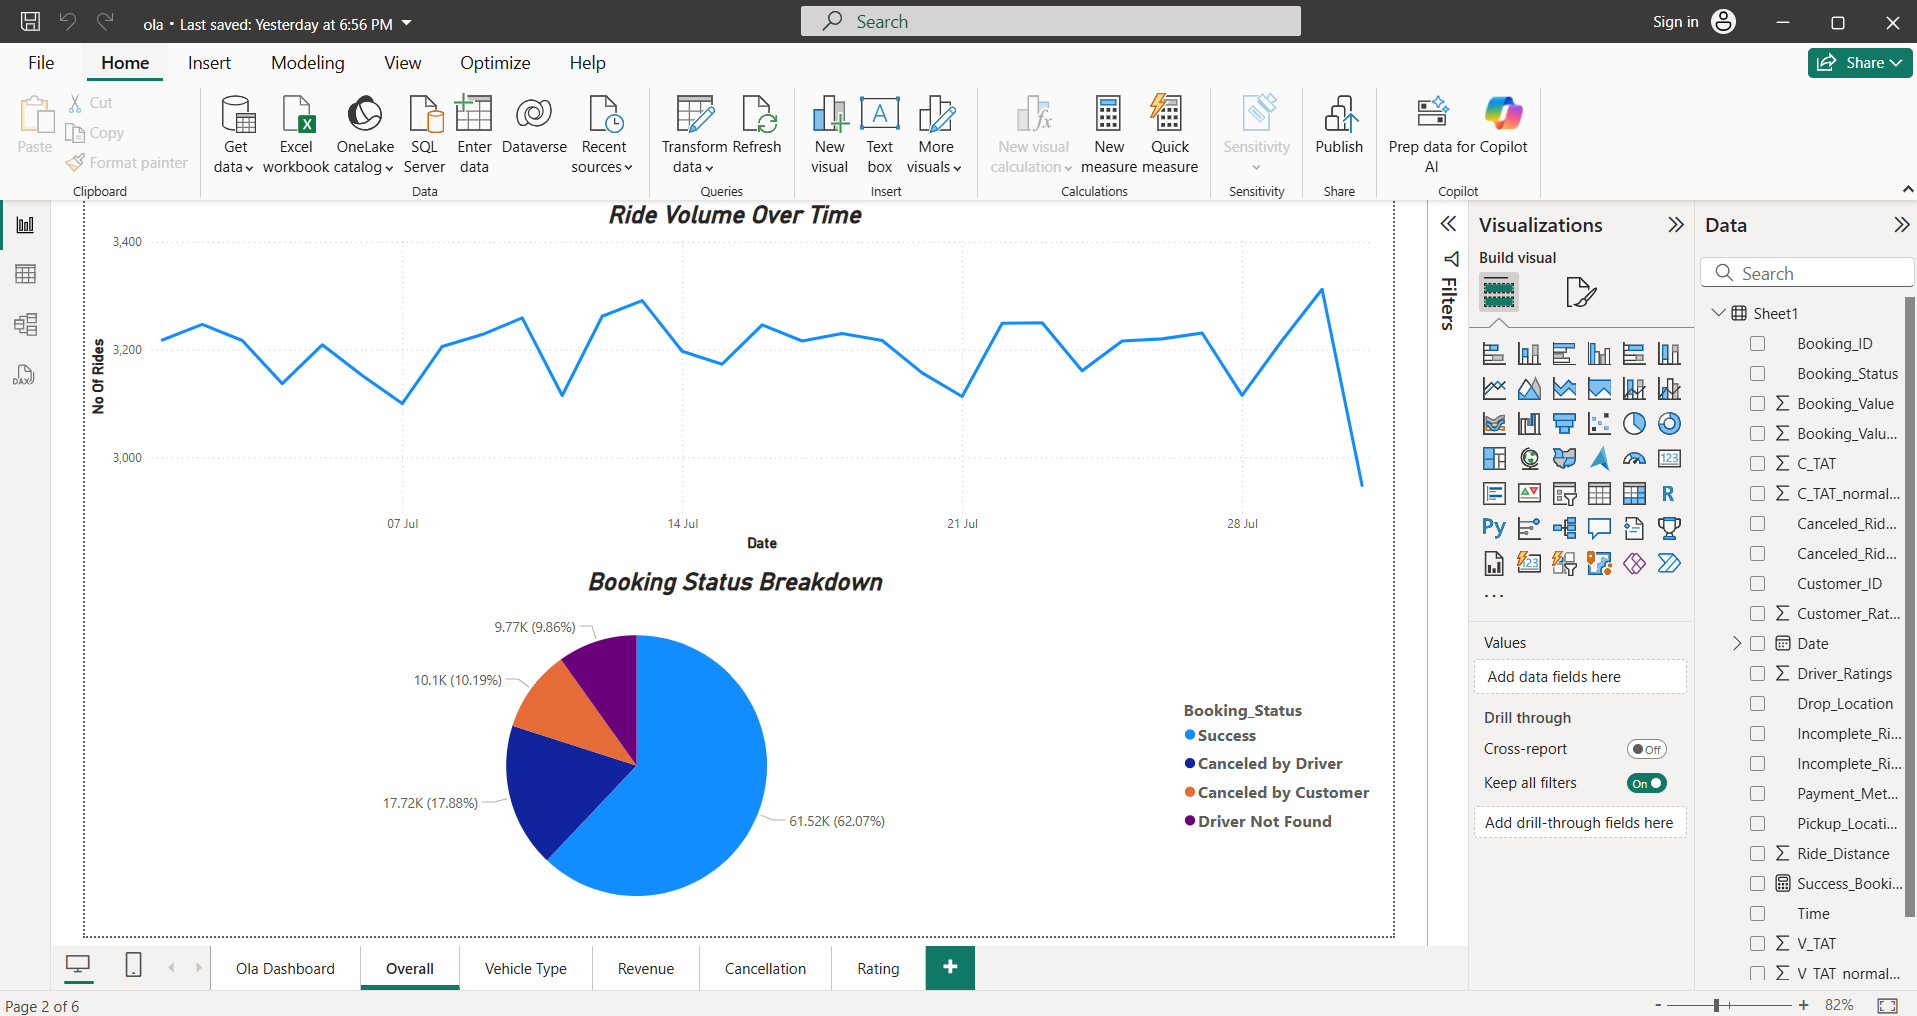 ola • Last saved: Yesterday at 6:56 PM
Search
Sign in
File
Home
Insert
Modeling
View
Optimize
Help
Share
Paste
Cut
Copy
Format painter
Clipboard
Get data
Excel workbook
OneLake catalog
SQL Server
Enter data
Dataverse
Recent sources
Data
Transform data
Refresh
Queries
New visual
Text box
More visuals
Insert
New visual calculation
New measure
Quick measure
Calculations
Sensitivity
Sensitivity
Publish
Share
Prep data for AI
Copilot
Copilot
Ride Volume Over Time
3,400
3,200
3,000
No Of Rides
07 Jul
14 Jul
21 Jul
28 Jul
Date
Booking Status Breakdown
9.77K (9.86%)
10.1K (10.19%)
17.72K (17.88%)
61.52K (62.07%)
Booking_Status
Success
Canceled by Driver
Canceled by Customer
Driver Not Found
Filters
Visualizations
Build visual
123
R
Py
123
...
Values
Add data fields here
Drill through
Cross-report
Off
Keep all filters
On
Add drill-through fields here
Data
Search
Sheet1
Booking_ID
Booking_Status
Booking_Value
Booking_Valu...
C_TAT
C_TAT_normal...
Canceled_Rid...
Canceled_Rid...
Customer_ID
Customer_Rat...
Date
Driver_Ratings
Drop_Location
Incomplete_Ri...
Incomplete_Ri...
Payment_Met...
Pickup_Locati...
Ride_Distance
Success_Booki...
Time
V_TAT
V_TAT_normal...
DAX
Ola Dashboard
Overall
Vehicle Type
Revenue
Cancellation
Rating
+
Page 2 of 6
- + 82%